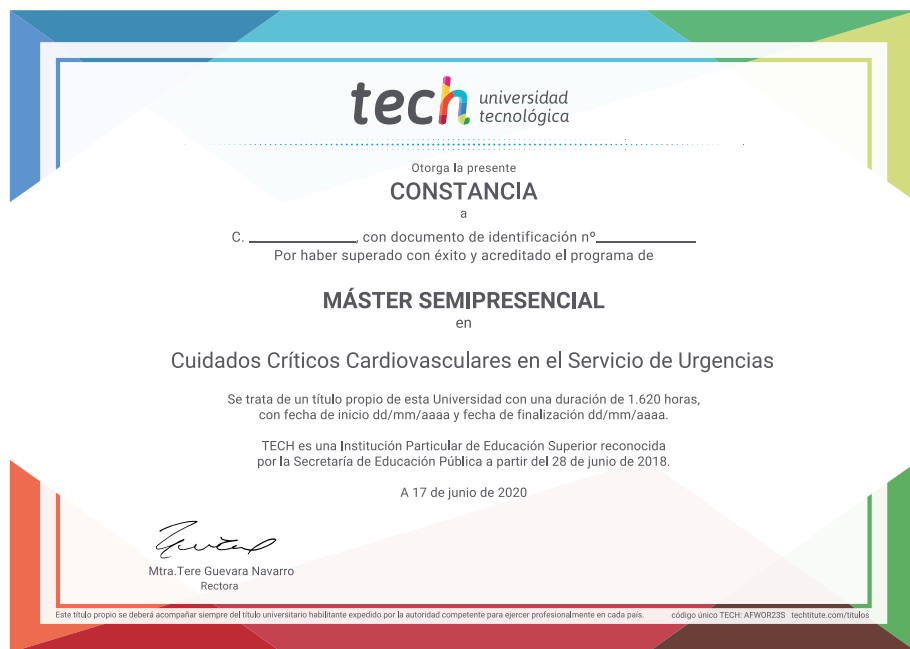 tech universidad
tecnológica
Otorga la presente
CONSTANCIA
a
C. ____________, con documento de identificación nº____________
Por haber superado con éxito y acreditado el programa de
MÁSTER SEMIPRESENCIAL
en
Cuidados Críticos Cardiovasculares en el Servicio de Urgencias
Se trata de un título propio de esta Universidad con una duración de 1.620 horas,
con fecha de inicio dd/mm/aaaa y fecha de finalización dd/mm/aaaa.
TECH es una Institución Particular de Educación Superior reconocida
por la Secretaría de Educación Pública a partir del 28 de junio de 2018.
A 17 de junio de 2020
Mtra.Tere Guevara Navarro
Rectora
Este título propio se deberá acompañar siempre del título universitario habilitante expedido por la autoridad competente para ejercer profesionalmente en cada país. código único TECH: AFWOR23S techtitute.com/titulos